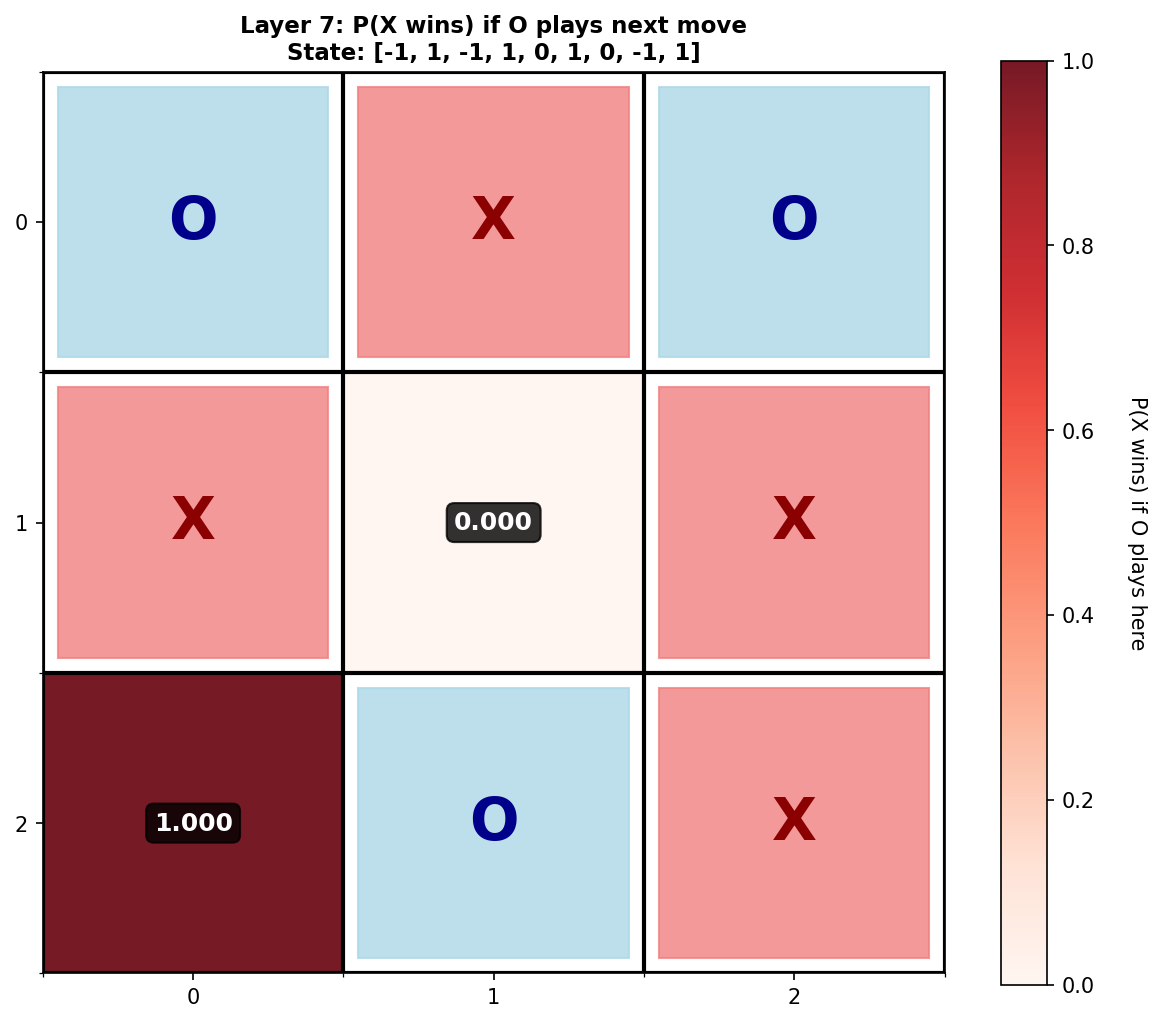 Layer 7: P(X wins) if O plays next move
State: [-1, 1, -1, 1, 0, 1, 0, -1, 1]
0
O
X
O
1
X
0.000
X
2
1.000
O
X
0
1
2
1.0
0.8
0.6
0.4
0.2
0.0
P(X wins) if O plays here